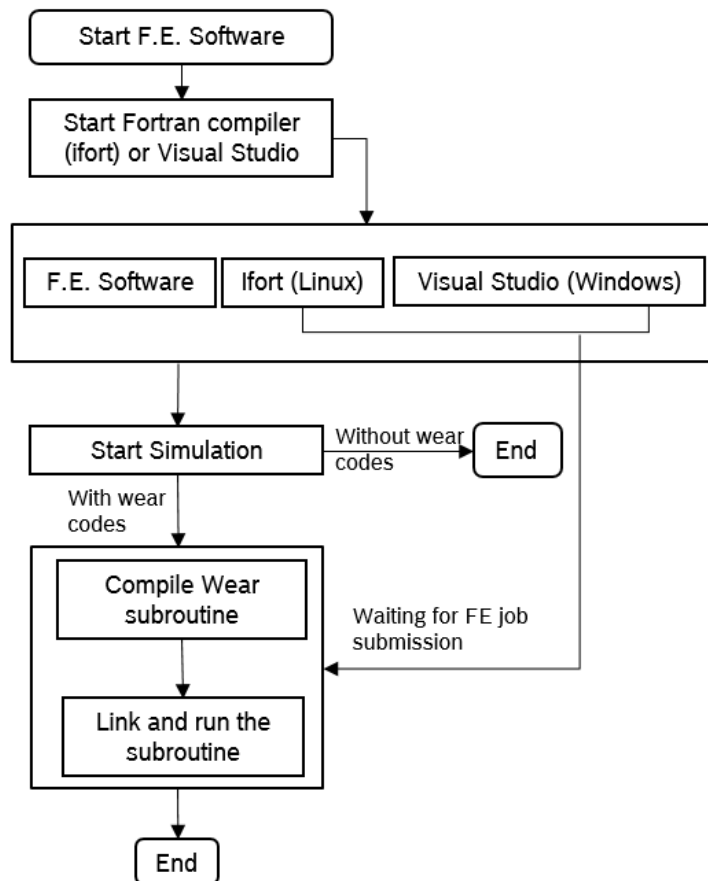 Start F.E. Software
Start Fortran compiler
(ifort) or Visual Studio
F.E. Software
Ifort (Linux)
Visual Studio (Windows)
Start Simulation
Without wear
codes
End
With wear
codes
Compile Wear
subroutine
Waiting for FE job
submission
Link and run the
subroutine
End